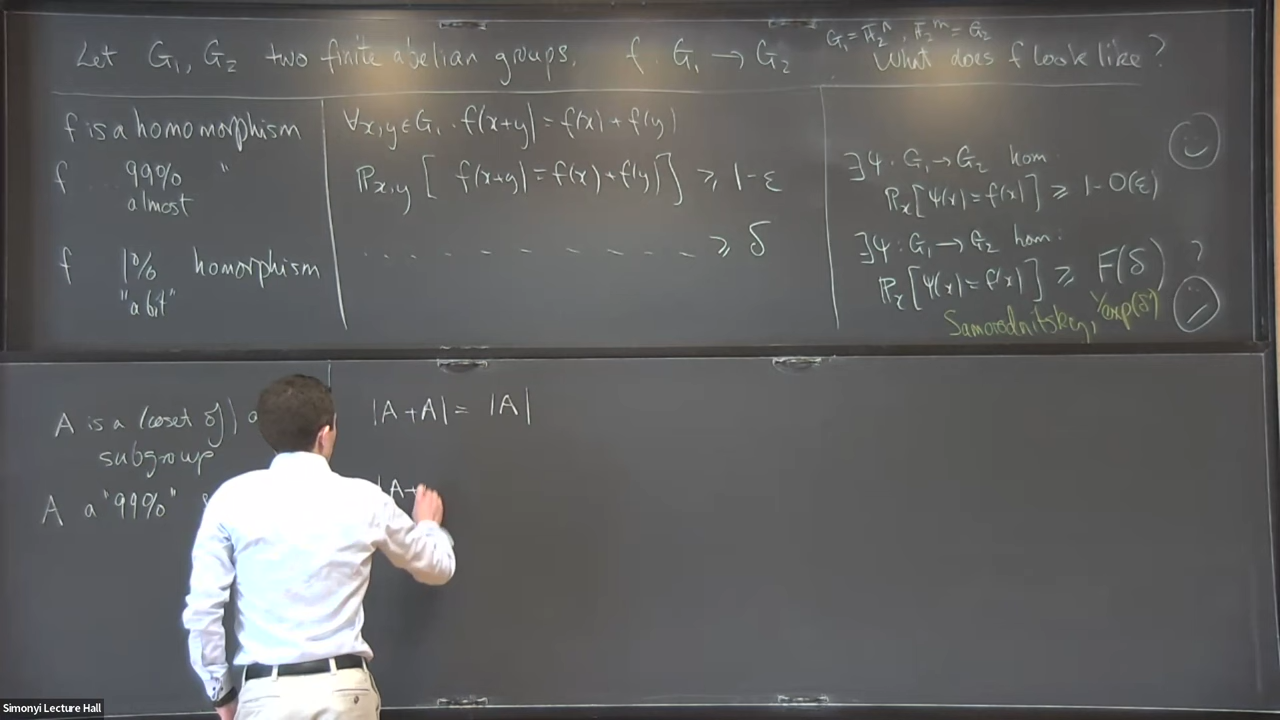 G₁ = 𝔽₂ⁿ, 𝔽₂ᵐ = G₂
Let G₁, G₂ two finite abelian groups. f: G₁ → G₂ What does f look like?
f is a homomorphism
∀x,y∈G₁. f(x+y) = f(x) + f(y)
f 99% "
almost
ℙx,y [ f(x+y) = f(x) + f(y) ] ≥ 1-ε
∃Ψ: G₁ → G₂ hom.
ℙx[Ψ(x) = f(x)] ≥ 1-O(ε)
f 1% homorphism
"a bit"
≥ δ
∃Ψ: G₁ → G₂ hom:
ℙx[Ψ(x) = f(x)] ≥ F(δ) ?
Samorodnitsky, 1/exp(δ)
A is a (coset of)
subgroup
|A+A| = |A|
A a "99%"
|A+
Simonyi Lecture Hall